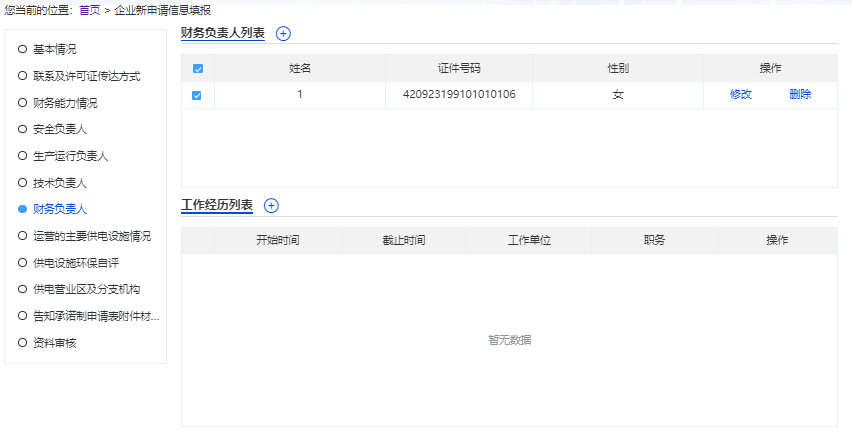 您当前的位置：首页 > 企业新申请信息填报
基本情况
联系及许可证传达方式
财务能力情况
安全负责人
生产运行负责人
技术负责人
财务负责人
运营的主要供电设施情况
供电设施环保自评
供电营业区及分支机构
告知承诺制申请表附件材...
资料审核
财务负责人列表
姓名 证件号码 性别 操作
1 420923199101010106 女 修改 删除
工作经历列表
开始时间 截止时间 工作单位 职务 操作
暂无数据